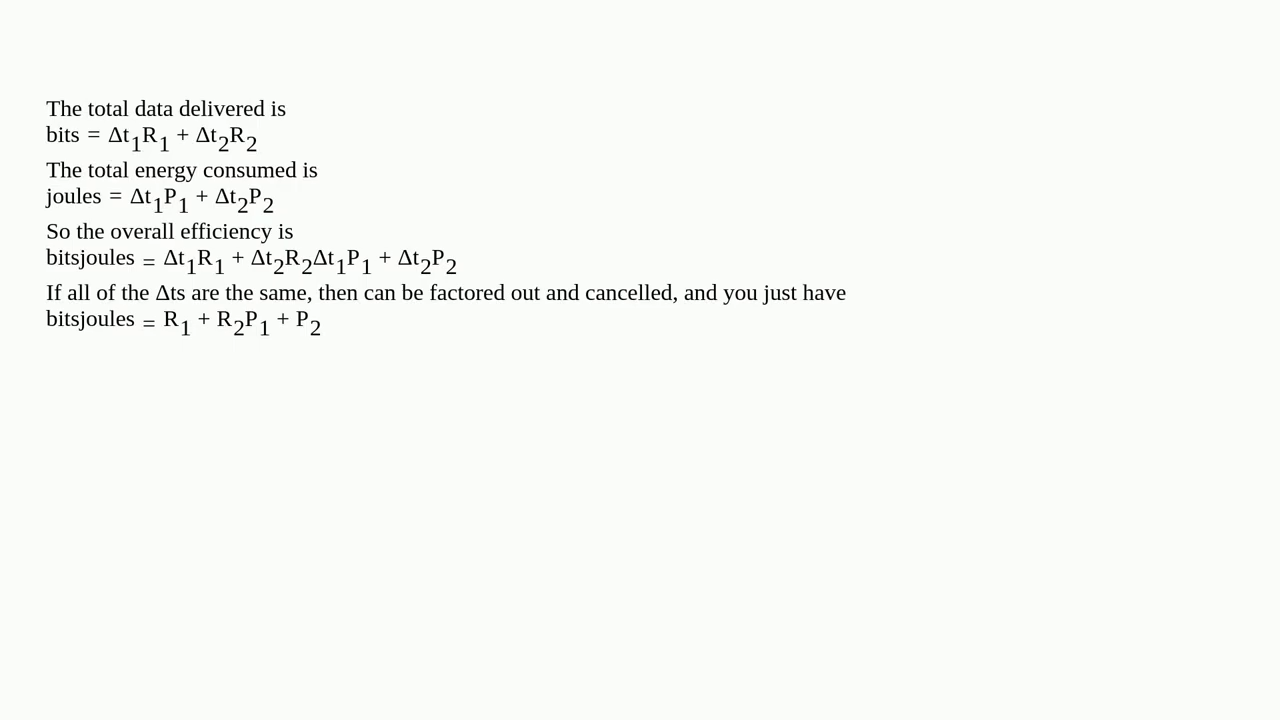 The total data delivered is
bits = Δt₁R₁ + Δt₂R₂
The total energy consumed is
joules = Δt₁P₁ + Δt₂P₂
So the overall efficiency is
bitsjoules = Δt₁R₁ + Δt₂R₂Δt₁P₁ + Δt₂P₂
If all of the Δts are the same, then can be factored out and cancelled, and you just have
bitsjoules = R₁ + R₂P₁ + P₂